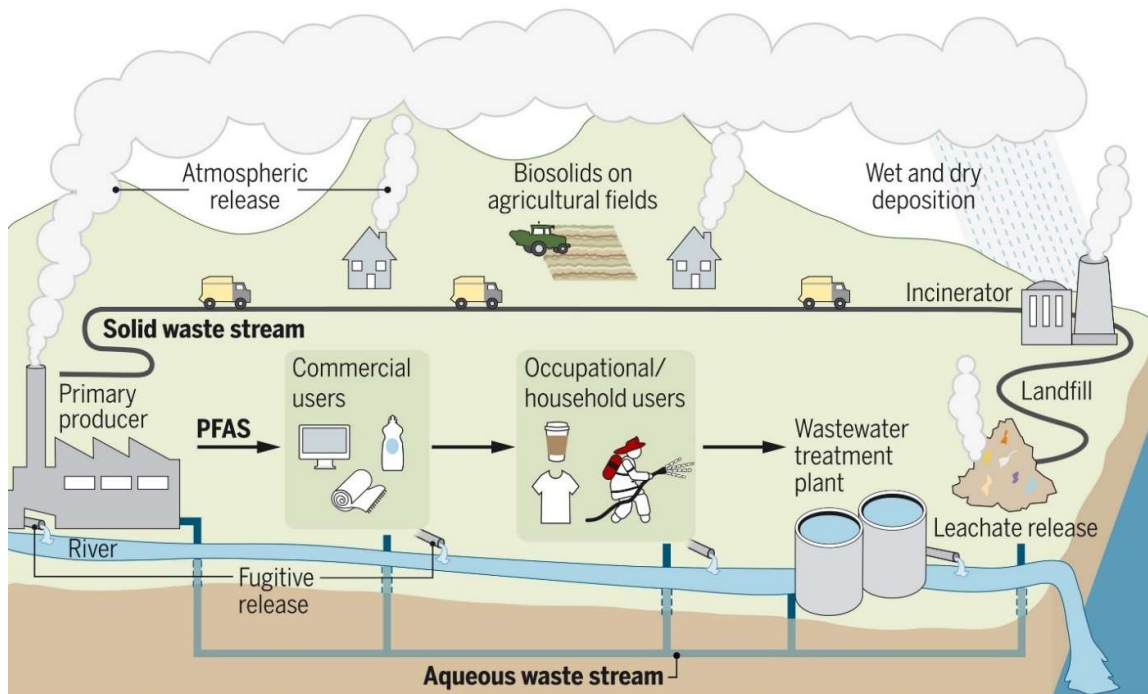 Atmospheric
release
Biosolids on
agricultural fields
Wet and dry
deposition
Incinerator
Solid waste stream
Primary
producer
PFAS
Commercial
users
Occupational/
household users
Wastewater
treatment
plant
Landfill
Leachate release
River
Fugitive
release
Aqueous waste stream